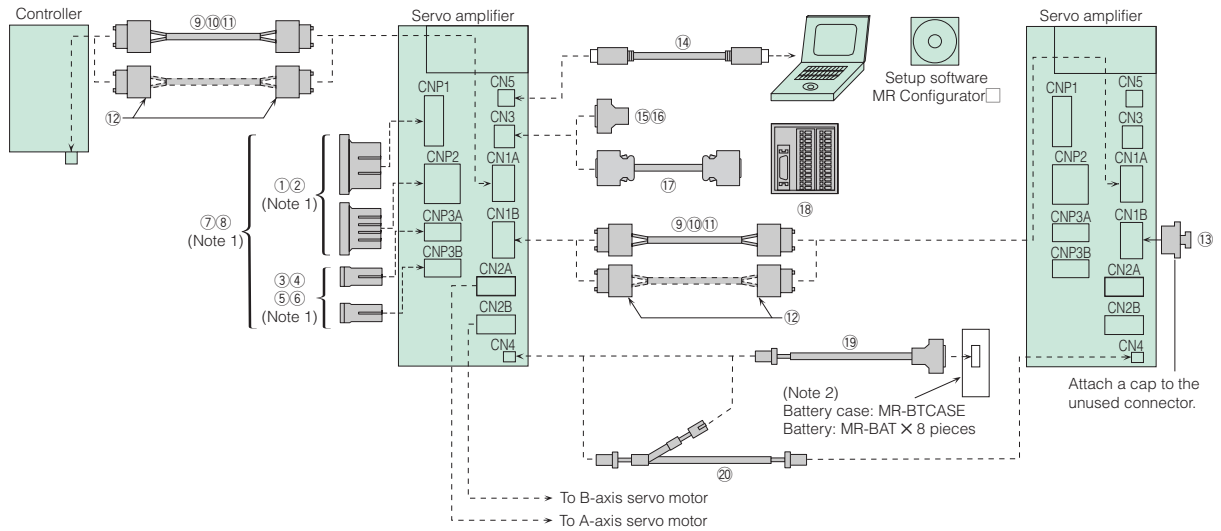 Controller
⑨⑩⑪
⑫
Servo amplifier
CNP1
CNP2
CNP3A
CNP3B
CN5
CN3
CN1A
CN1B
CN2A
CN2B
CN4
①②
(Note 1)
⑦⑧
(Note 1)
③④
⑤⑥
(Note 1)
⑭
⑮⑯
⑰
⑱
Setup software
MR Configurator□
⑨⑩⑪
⑫
⑲
(Note 2)
Battery case: MR-BTCASE
Battery: MR-BAT × 8 pieces
⑳
To B-axis servo motor
To A-axis servo motor
Servo amplifier
CNP1
CNP2
CNP3A
CNP3B
CN5
CN3
CN1A
CN1B
CN2A
CN2B
CN4
⑬
Attach a cap to the
unused connector.